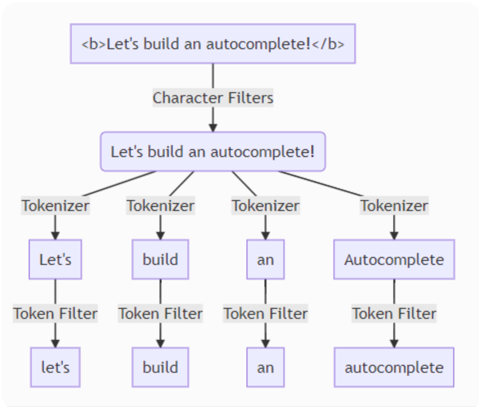 <b>Let's build an autocomplete!</b>
Character Filters
Let's build an autocomplete!
Tokenizer Tokenizer Tokenizer Tokenizer
Let's build an Autocomplete
Token Filter Token Filter Token Filter Token Filter
let's build an autocomplete